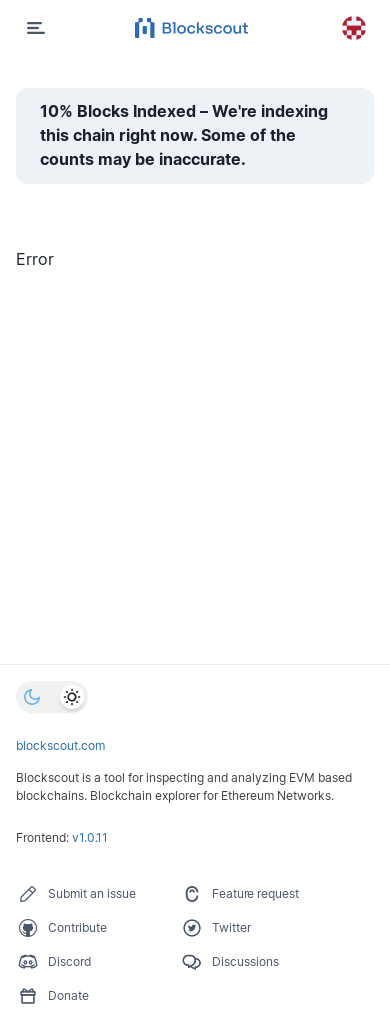 Blockscout
10% Blocks Indexed – We're indexing
this chain right now. Some of the
counts may be inaccurate.
Error
blockscout.com
Blockscout is a tool for inspecting and analyzing EVM based
blockchains. Blockchain explorer for Ethereum Networks.
Frontend: v1.0.11
Submit an issue
Feature request
Contribute
Twitter
Discord
Discussions
Donate